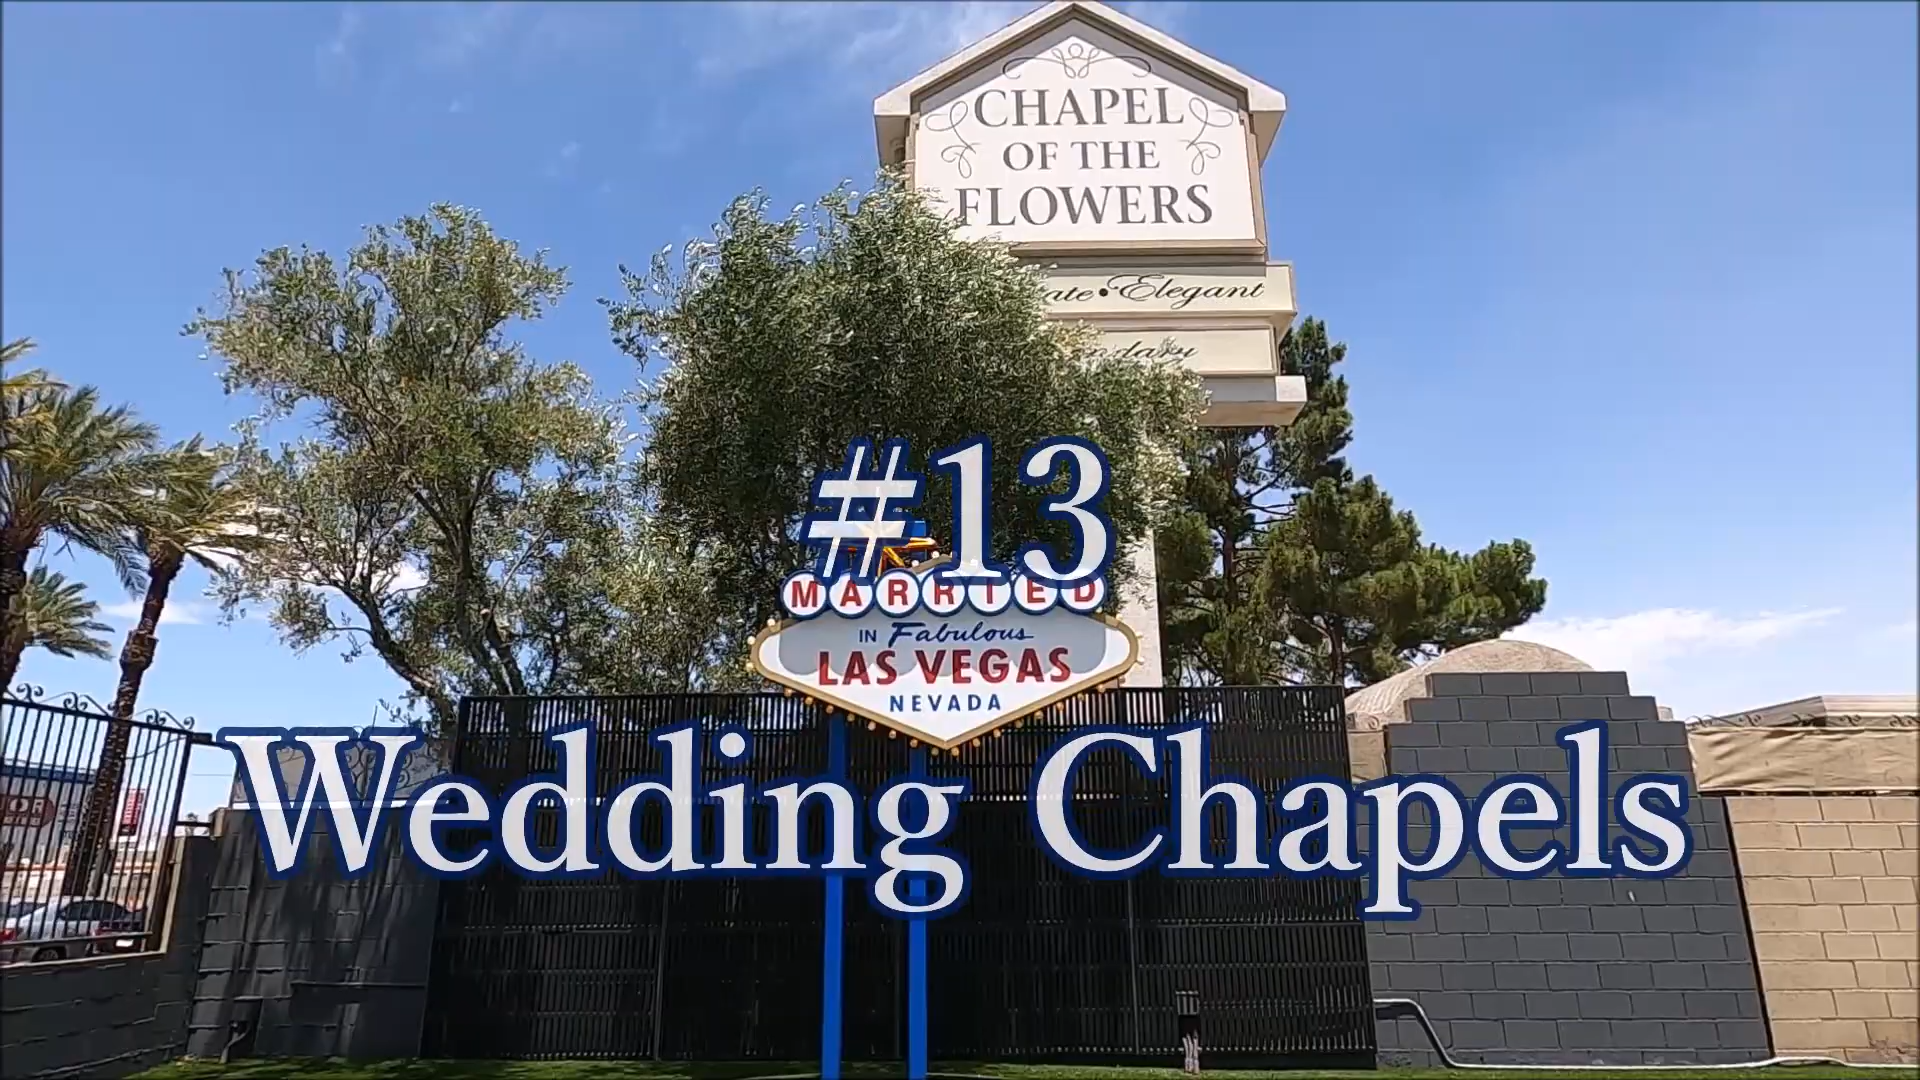 CHAPEL
OF THE
FLOWERS
Elegant
#13
MARRIED
IN Fabulous
LAS VEGAS
NEVADA
Wedding Chapels